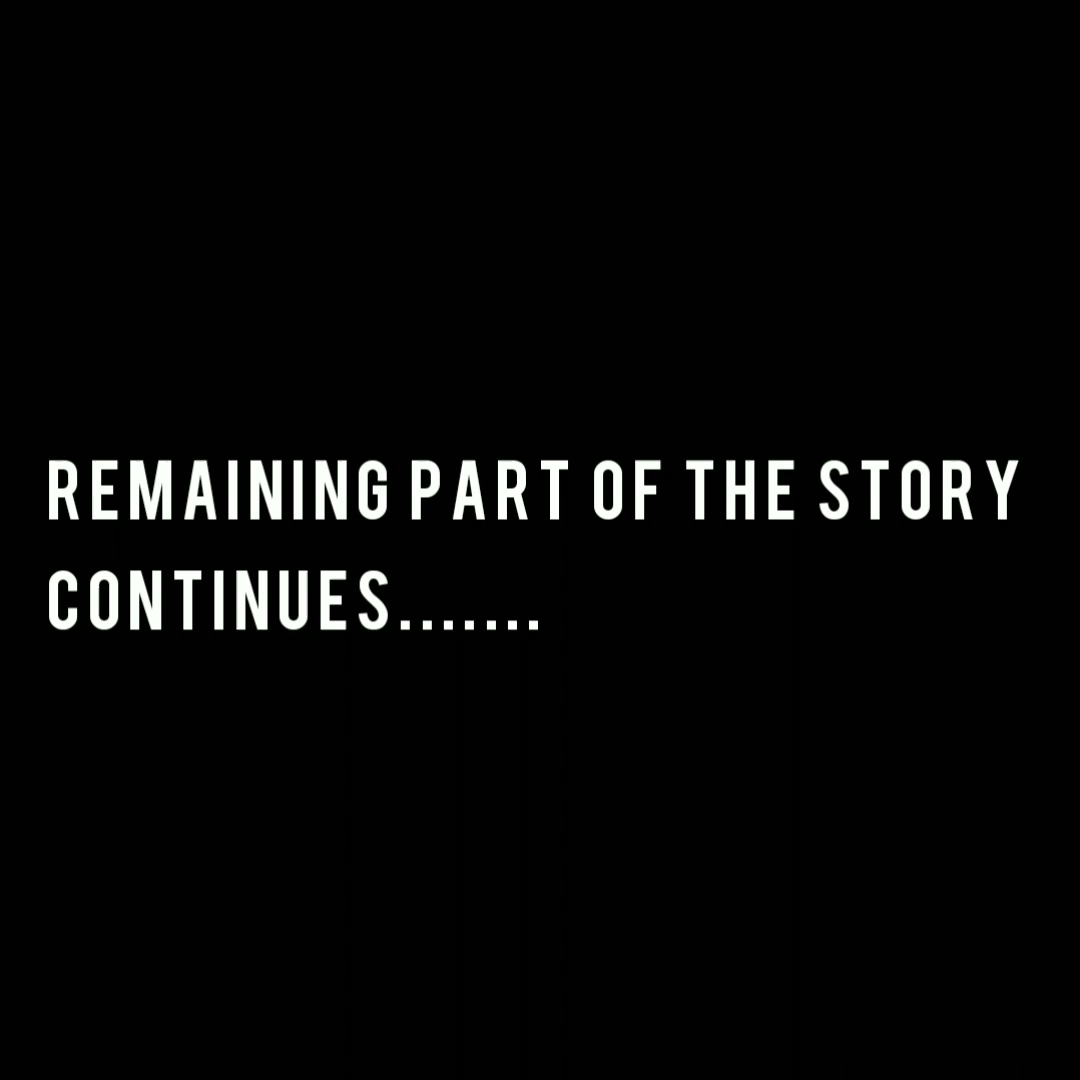 REMAINING PART OF THE STORY
CONTINUES.......